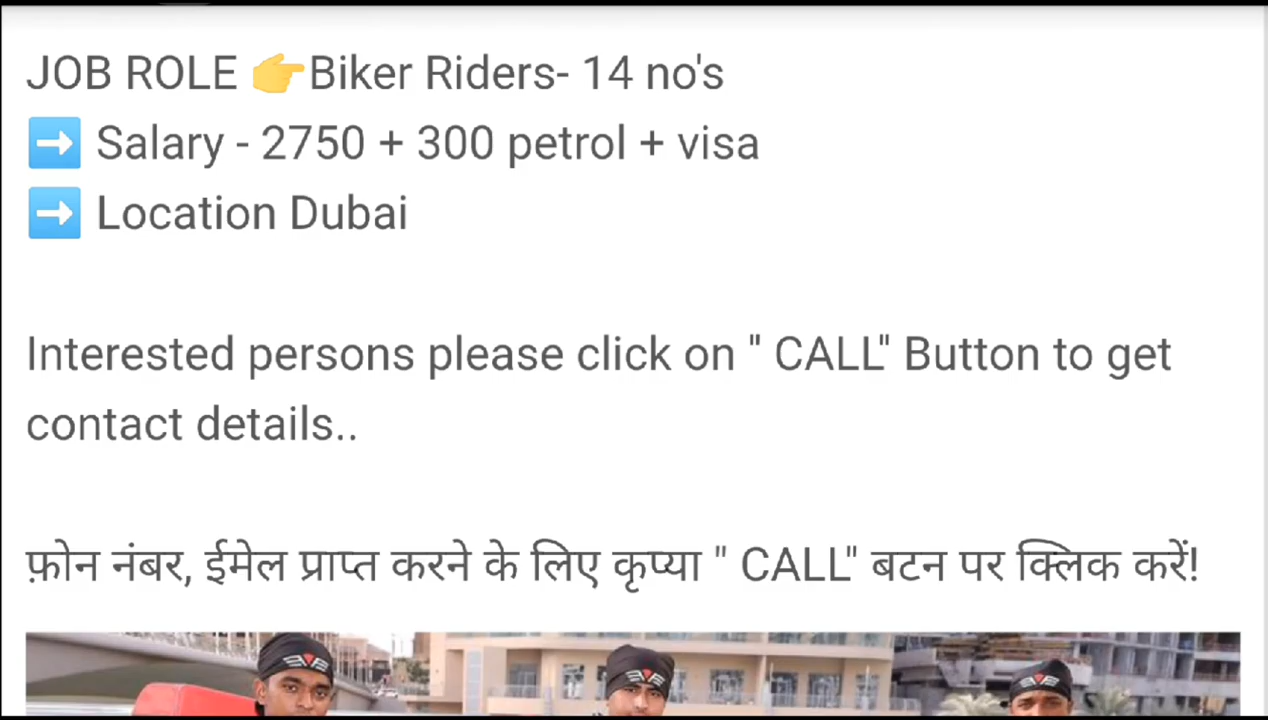 JOB ROLE 👉Biker Riders- 14 no's
➡️ Salary - 2750 + 300 petrol + visa
➡️ Location Dubai
Interested persons please click on " CALL" Button to get
contact details..
फ़ोन नंबर, ईमेल प्राप्त करने के लिए कृप्या " CALL" बटन पर क्लिक करें!